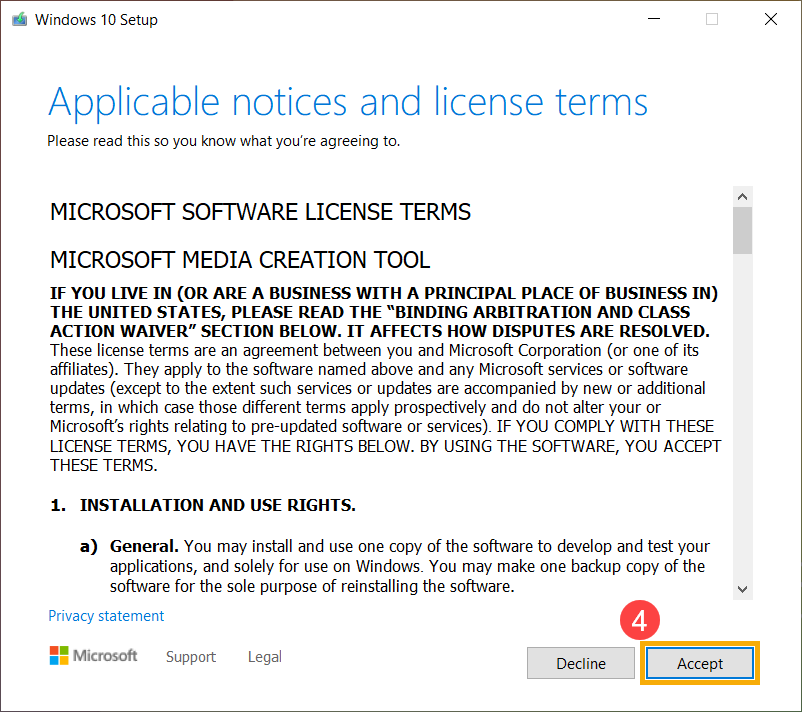 Windows 10 Setup
Applicable notices and license terms
Please read this so you know what you’re agreeing to.
MICROSOFT SOFTWARE LICENSE TERMS
MICROSOFT MEDIA CREATION TOOL
IF YOU LIVE IN (OR ARE A BUSINESS WITH A PRINCIPAL PLACE OF BUSINESS IN)
THE UNITED STATES, PLEASE READ THE “BINDING ARBITRATION AND CLASS
ACTION WAIVER” SECTION BELOW. IT AFFECTS HOW DISPUTES ARE RESOLVED.
These license terms are an agreement between you and Microsoft Corporation (or one of its
affiliates). They apply to the software named above and any Microsoft services or software
updates (except to the extent such services or updates are accompanied by new or additional
terms, in which case those different terms apply prospectively and do not alter your or
Microsoft’s rights relating to pre-updated software or services). IF YOU COMPLY WITH THESE
LICENSE TERMS, YOU HAVE THE RIGHTS BELOW. BY USING THE SOFTWARE, YOU ACCEPT
THESE TERMS.
1. INSTALLATION AND USE RIGHTS.
a) General. You may install and use one copy of the software to develop and test your
applications, and solely for use on Windows. You may make one backup copy of the
software for the sole purpose of reinstalling the software.
Privacy statement
4
Microsoft Support Legal Decline Accept